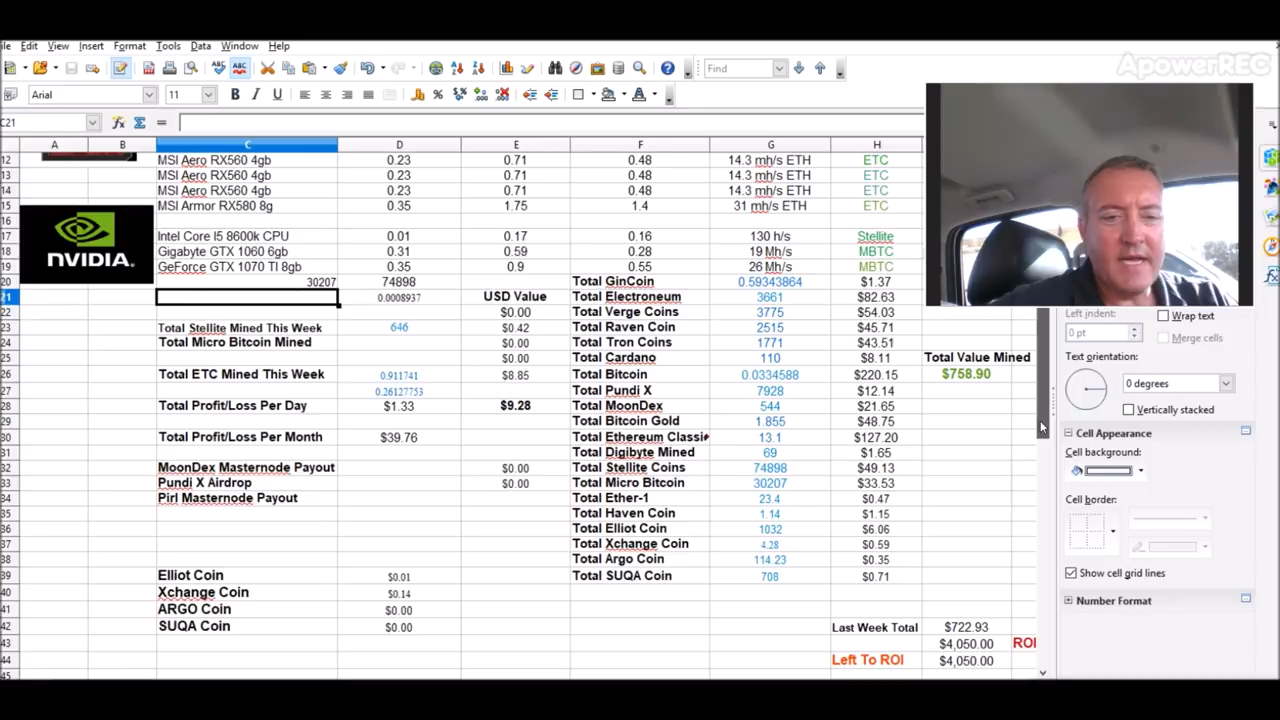 ApowerREC
File Edit View Insert Format Tools Data Window Help
Find
Arial 11 B I U
C21
A B C D E F G H
12 MSI Aero RX560 4gb 0.23 0.71 0.48 14.3 mh/s ETH ETC
13 MSI Aero RX560 4gb 0.23 0.71 0.48 14.3 mh/s ETH ETC
14 MSI Aero RX560 4gb 0.23 0.71 0.48 14.3 mh/s ETH ETC
15 MSI Armor RX580 8g 0.35 1.75 1.4 31 mh/s ETH ETC
16
NVIDIA.
17 Intel Core I5 8600k CPU 0.01 0.17 0.16 130 h/s Stellite
18 Gigabyte GTX 1060 6gb 0.31 0.59 0.28 19 Mh/s MBTC
19 GeForce GTX 1070 TI 8gb 0.35 0.9 0.55 26 Mh/s MBTC
20 30207 74898 Total GinCoin 0.59343864 $1.37
21 0.0008937 USD Value Total Electroneum 3661 $82.63
22 $0.00 Total Verge Coins 3775 $54.03
23 Total Stellite Mined This Week 646 $0.42 Total Raven Coin 2515 $45.71
24 Total Micro Bitcoin Mined $0.00 Total Tron Coins 1771 $43.51
25 $0.00 Total Cardano 110 $8.11 Total Value Mined
26 Total ETC Mined This Week 0.911741 $8.85 Total Bitcoin 0.0334588 $220.15 $758.90
27 0.26127753 Total Pundi X 7928 $12.14
28 Total Profit/Loss Per Day $1.33 $9.28 Total MoonDex 544 $21.65
29 Total Bitcoin Gold 1.855 $48.75
30 Total Profit/Loss Per Month $39.76 Total Ethereum Classi 13.1 $127.20
31 Total Digibyte Mined 69 $1.65
32 MoonDex Masternode Payout $0.00 Total Stellite Coins 74898 $49.13
33 Pundi X Airdrop $0.00 Total Micro Bitcoin 30207 $33.53
34 Pirl Masternode Payout Total Ether-1 23.4 $0.47
35 Total Haven Coin 1.14 $1.15
36 Total Elliot Coin 1032 $6.06
37 Total Xchange Coin 4.28 $0.59
38 Total Argo Coin 114.23 $0.35
39 Elliot Coin $0.01 Total SUQA Coin 708 $0.71
40 Xchange Coin $0.14
41 ARGO Coin $0.00
42 SUQA Coin $0.00 Last Week Total $722.93
43 $4,050.00 ROI
44 Left To ROI $4,050.00
45
Left indent: Wrap text
0 pt Merge cells
Text orientation:
0 degrees
Vertically stacked
Cell Appearance
Cell background:
Cell border:
Show cell grid lines
Number Format